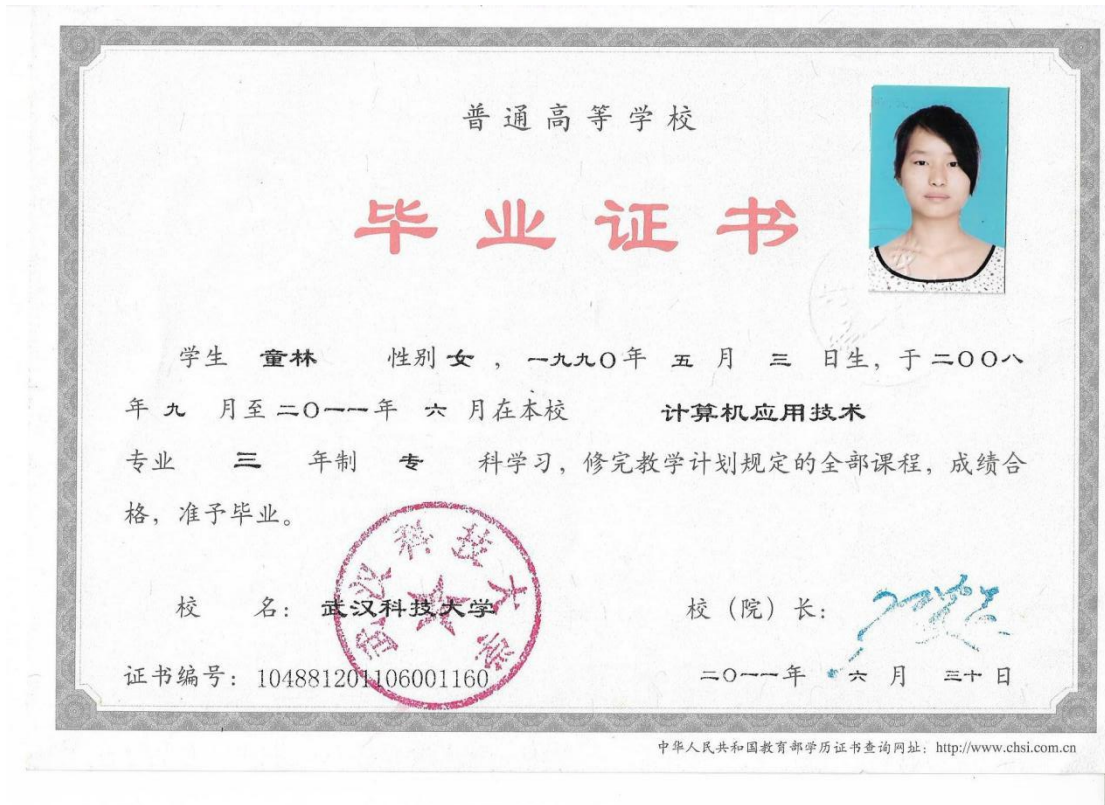 普通高等学校
毕业证书
学生 童林 性别 女 , 一九九〇年 五 月 三 日生, 于 二〇〇八
年 九 月至 二〇一一年 六 月在本校 计算机应用技术
专业 三 年制 专 科学习, 修完教学计划规定的全部课程, 成绩合
格, 准予毕业。
武汉科技大学
校 名: 武汉科技大学 校（院）长:
证书编号: 104881201106001160 二〇一一年 六 月 三十 日
中华人民共和国教育部学历证书查询网址: http://www.chsi.com.cn